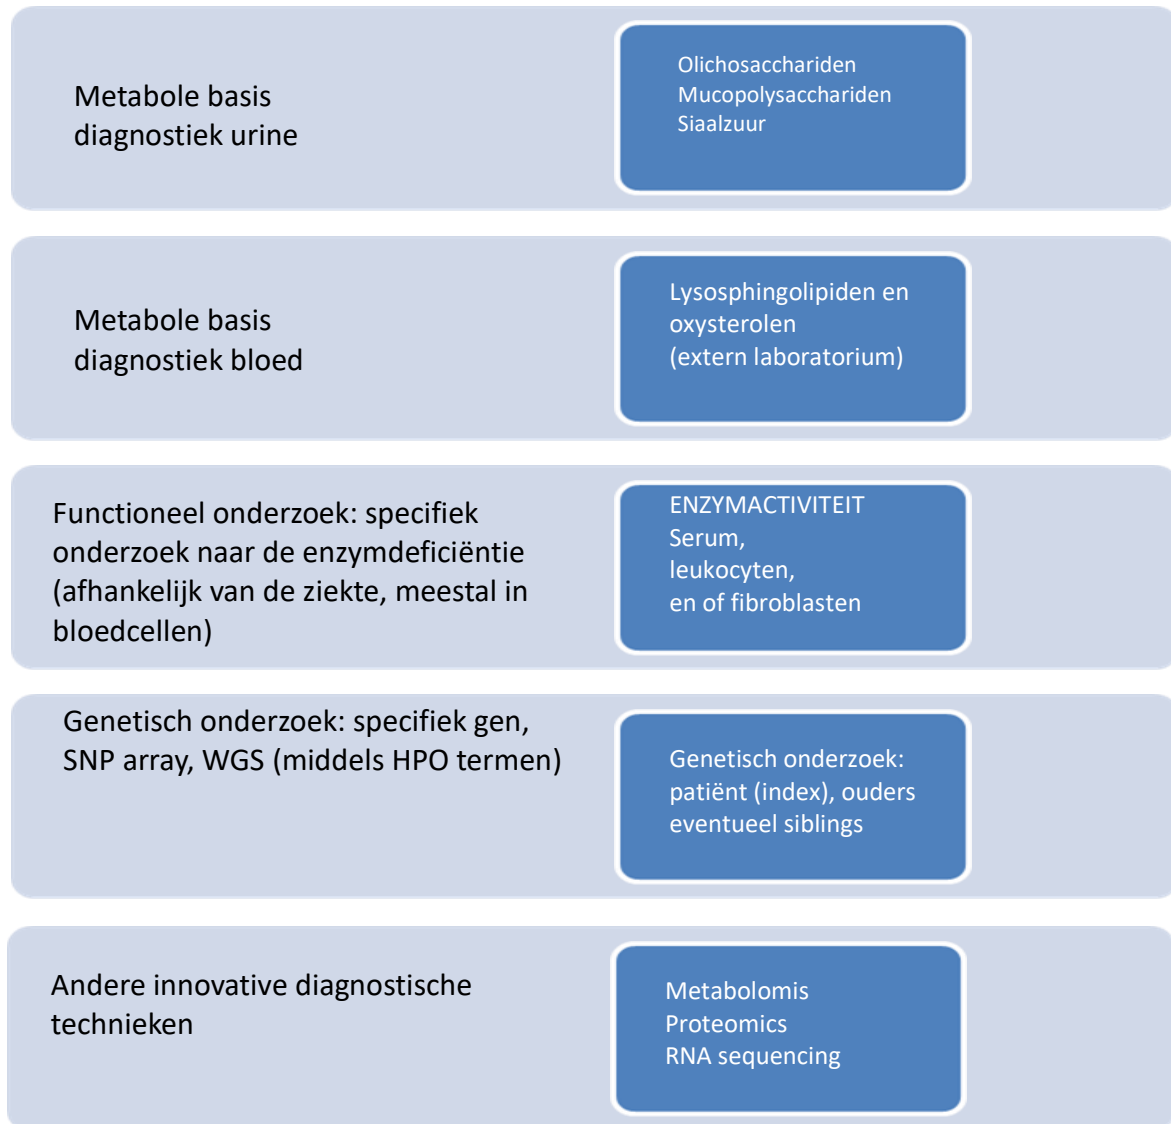 Metabole basis
diagnostiek urine
Olichosacchariden
Mucopolysacchariden
Siaalzuur
Metabole basis
diagnostiek bloed
Lysosphingolipiden en
oxysterolen
(extern laboratorium)
Functioneel onderzoek: specifiek
onderzoek naar de enzymdeficiëntie
(afhankelijk van de ziekte, meestal in
bloedcellen)
ENZYMACTIVITEIT
Serum,
leukocyten,
en of fibroblasten
Genetisch onderzoek: specifiek gen,
SNP array, WGS (middels HPO termen)
Genetisch onderzoek:
patiënt (index), ouders
eventueel siblings
Andere innovative diagnostische
technieken
Metabolomis
Proteomics
RNA sequencing